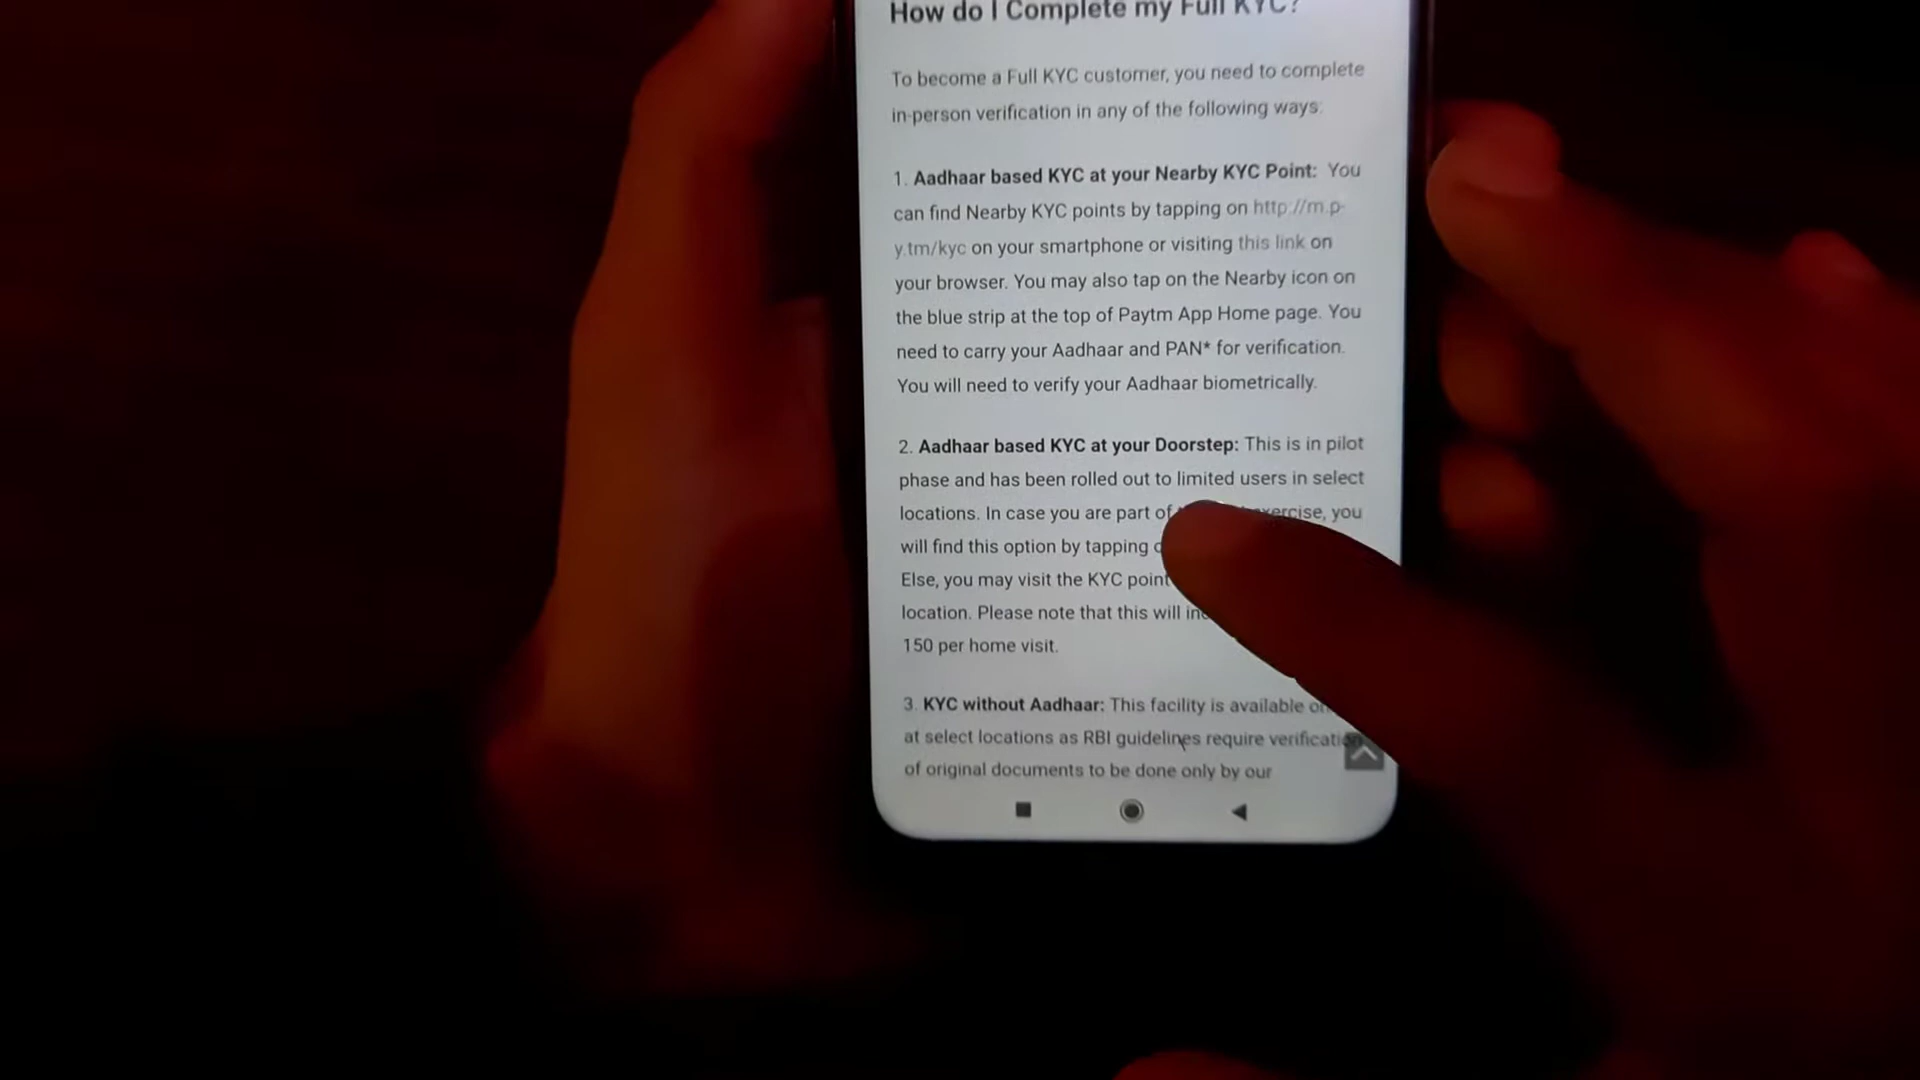 How do I Complete my Full KYC?
To become a Full KYC customer, you need to complete
in-person verification in any of the following ways:
1. Aadhaar based KYC at your Nearby KYC Point: You
can find Nearby KYC points by tapping on http://m.p-
y.tm/kyc on your smartphone or visiting this link on
your browser. You may also tap on the Nearby icon on
the blue strip at the top of Paytm App Home page. You
need to carry your Aadhaar and PAN* for verification.
You will need to verify your Aadhaar biometrically.
2. Aadhaar based KYC at your Doorstep: This is in pilot
phase and has been rolled out to limited users in select
locations. In case you are part of you
will find this option by tapping
Else, you may visit the KYC point
location. Please note that this will
150 per home visit.
3. KYC without Aadhaar: This facility is available
at select locations as RBI guidelines require
of original documents to be done only by our